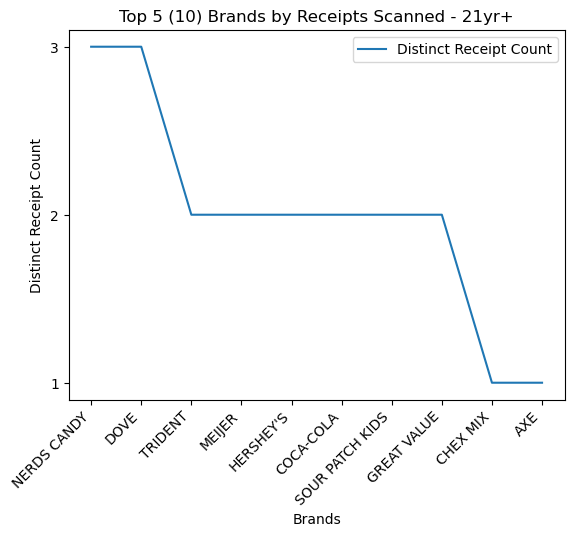 Top 5 (10) Brands by Receipts Scanned - 21yr+
Distinct Receipt Count
Distinct Receipt Count
3
2
1
NERDS CANDY
DOVE
TRIDENT
MEIJER
HERSHEY'S
COCA-COLA
SOUR PATCH KIDS
GREAT VALUE
CHEX MIX
AXE
Brands